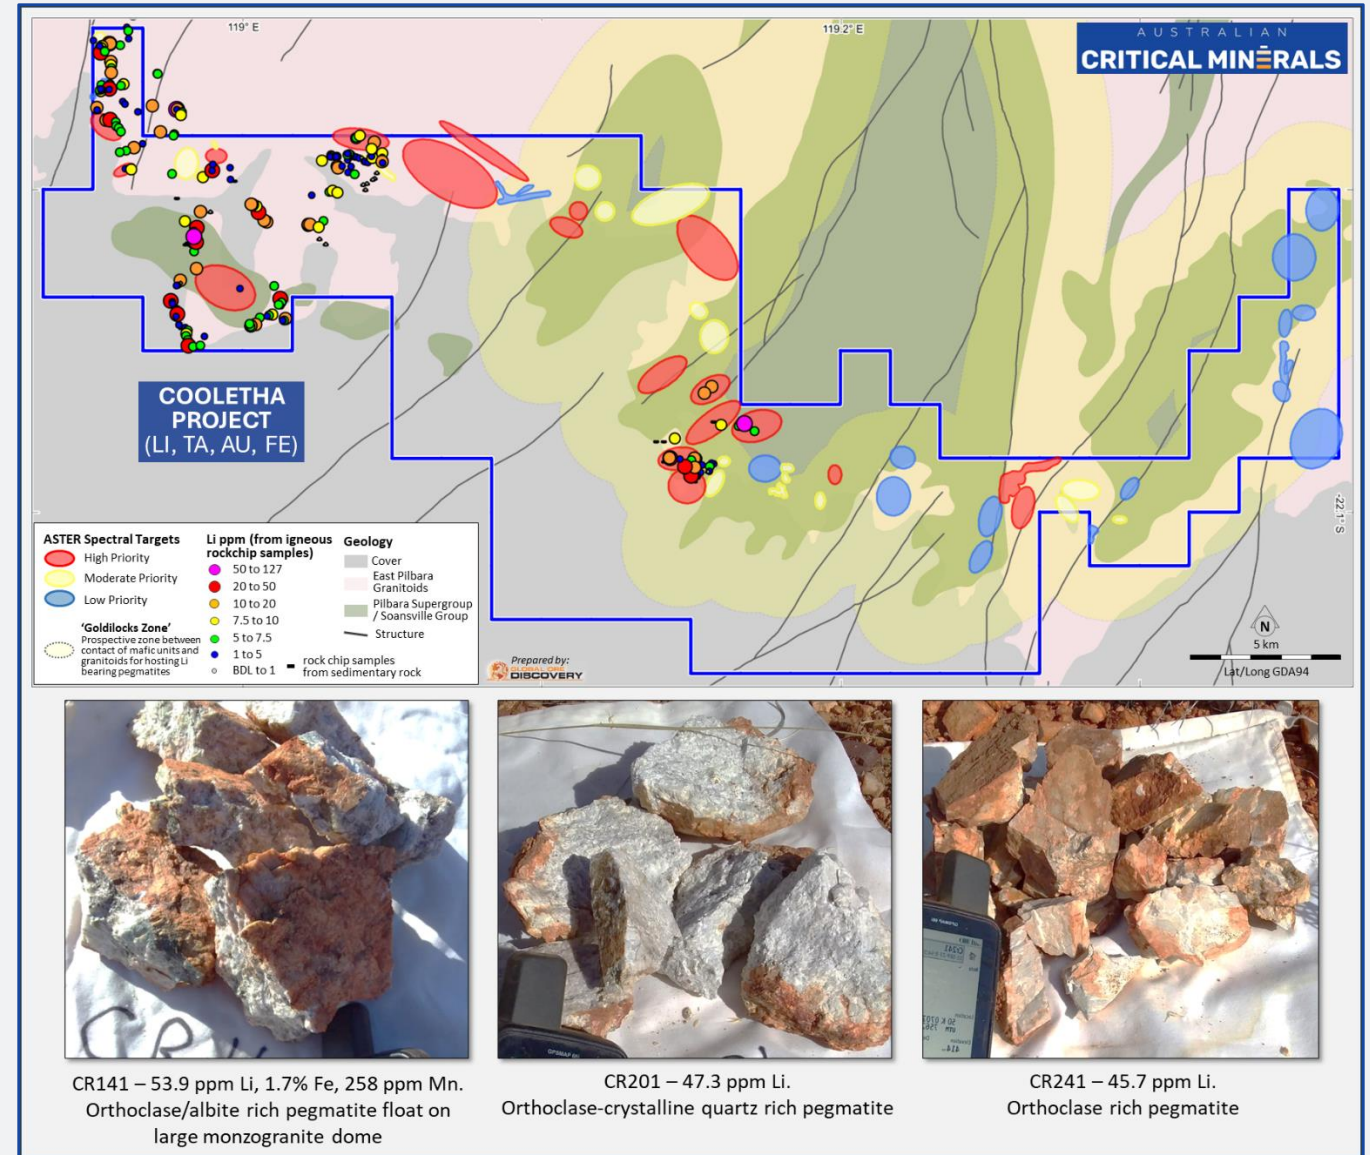 119° E
119.2° E
AUSTRALIAN
CRITICAL MINERALS
COOLETHA
PROJECT
(LI, TA, AU, FE)
-22.1° S
ASTER Spectral Targets
High Priority
Moderate Priority
Low Priority
'Goldilocks Zone'
Prospective zone between
contact of mafic units and
granitoids for hosting Li
bearing pegmatites
Li ppm (from igneous
rockchip samples)
50 to 127
20 to 50
10 to 20
7.5 to 10
5 to 7.5
1 to 5
BDL to 1
rock chip samples
from sedimentary rock
Geology
Cover
East Pilbara
Granitoids
Pilbara Supergroup
/ Soansville Group
Structure
Prepared by:
GLOBAL ORE
DISCOVERY
N
5 km
Lat/Long GDA94
CR141 – 53.9 ppm Li, 1.7% Fe, 258 ppm Mn.
Orthoclase/albite rich pegmatite float on
large monzogranite dome
CR201 – 47.3 ppm Li.
Orthoclase-crystalline quartz rich pegmatite
CR241 – 45.7 ppm Li.
Orthoclase rich pegmatite